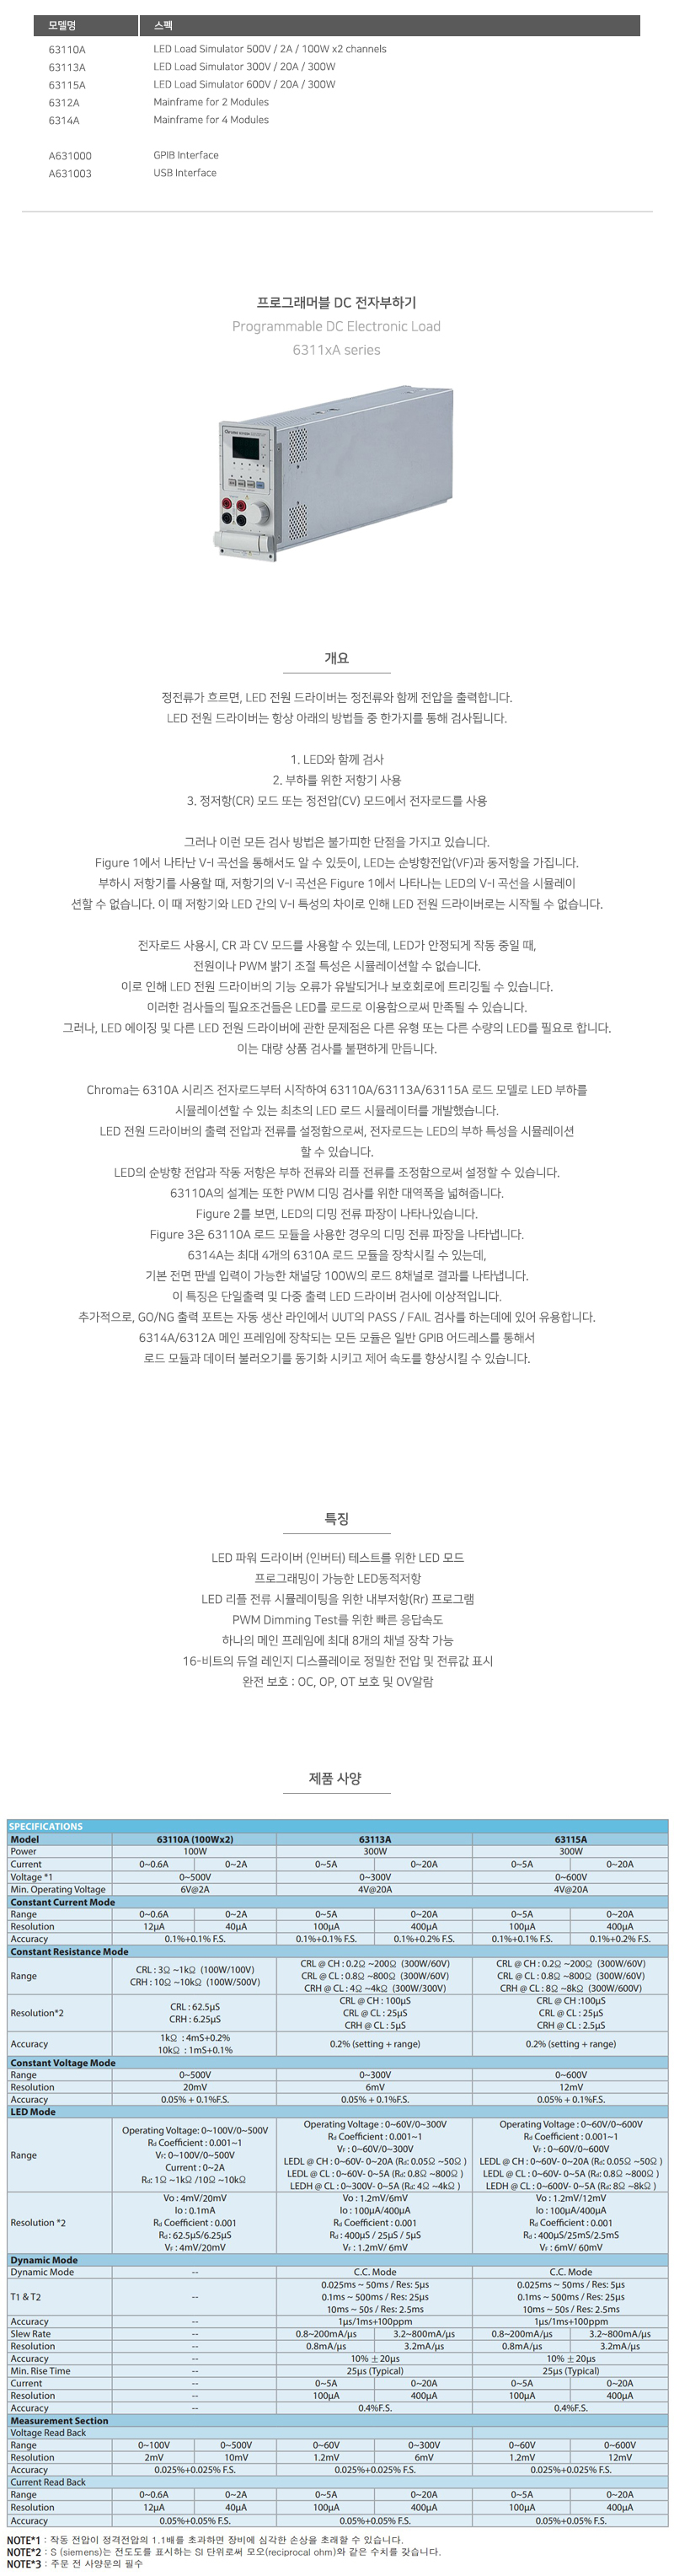 모델명 스펙
63110A LED Load Simulator 500V / 2A / 100W x2 channels
63113A LED Load Simulator 300V / 20A / 300W
63115A LED Load Simulator 600V / 20A / 300W
6312A Mainframe for 2 Modules
6314A Mainframe for 4 Modules
A631000 GPIB Interface
A631003 USB Interface
프로그래머블 DC 전자부하기
Programmable DC Electronic Load
6311xA series
Chroma
개요
정전류가 흐르면, LED 전원 드라이버는 정전류와 함께 전압을 출력합니다.
LED 전원 드라이버는 항상 아래의 방법들 중 한가지를 통해 검사됩니다.
1. LED와 함께 검사
2. 부하를 위한 저항기 사용
3. 정저항(CR) 모드 또는 정전압(CV) 모드에서 전자로드를 사용
그러나 이런 모든 검사 방법은 불가피한 단점을 가지고 있습니다.
Figure 1에서 나타난 V-I 곡선을 통해서도 알 수 있듯이, LED는 순방향전압(VF)과 동저항을 가집니다.
부하시 저항기를 사용할 때, 저항기의 V-I 곡선은 Figure 1에서 나타나는 LED의 V-I 곡선을 시뮬레이
션할 수 없습니다. 이 때 저항기와 LED 간의 V-I 특성의 차이로 인해 LED 전원 드라이버로는 시작될 수 없습니다.
전자로드 사용시, CR 과 CV 모드를 사용할 수 있는데, LED가 안정되게 작동 중일 때,
전원이나 PWM 밝기 조절 특성은 시뮬레이션할 수 없습니다.
이로 인해 LED 전원 드라이버의 기능 오류가 유발되거나 보호회로에 트리깅될 수 있습니다.
이러한 검사들의 필요조건들은 LED를 로드로 이용함으로써 만족될 수 있습니다.
그러나, LED 에이징 및 다른 LED 전원 드라이버에 관한 문제점은 다른 유형 또는 다른 수량의 LED를 필요로 합니다.
이는 대량 상품 검사를 불편하게 만듭니다.
Chroma는 6310A 시리즈 전자로드부터 시작하여 63110A/63113A/63115A 로드 모델로 LED 부하를
시뮬레이션할 수 있는 최초의 LED 로드 시뮬레이터를 개발했습니다.
LED 전원 드라이버의 출력 전압과 전류를 설정함으로써, 전자로드는 LED의 부하 특성을 시뮬레이션
할 수 있습니다.
LED의 순방향 전압과 작동 저항은 부하 전류와 리플 전류를 조정함으로써 설정할 수 있습니다.
63110A의 설계는 또한 PWM 디밍 검사를 위한 대역폭을 넓혀줍니다.
Figure 2를 보면, LED의 디밍 전류 파장이 나타나있습니다.
Figure 3은 63110A 로드 모듈을 사용한 경우의 디밍 전류 파장을 나타냅니다.
6314A는 최대 4개의 6310A 로드 모듈을 장착시킬 수 있는데,
기본 전면 판넬 입력이 가능한 채널당 100W의 로드 8채널로 결과를 나타냅니다.
이 특징은 단일출력 및 다중 출력 LED 드라이버 검사에 이상적입니다.
추가적으로, GO/NG 출력 포트는 자동 생산 라인에서 UUT의 PASS / FAIL 검사를 하는데에 있어 유용합니다.
6314A/6312A 메인 프레임에 장착되는 모든 모듈은 일반 GPIB 어드레스를 통해서
로드 모듈과 데이터 불러오기를 동기화 시키고 제어 속도를 향상시킬 수 있습니다.
특징
LED 파워 드라이버 (인버터) 테스트를 위한 LED 모드
프로그래밍이 가능한 LED동적저항
LED 리플 전류 시뮬레이팅을 위한 내부저항(Rr) 프로그램
PWM Dimming Test를 위한 빠른 응답속도
하나의 메인 프레임에 최대 8개의 채널 장착 가능
16-비트의 듀얼 레인지 디스플레이로 정밀한 전압 및 전류값 표시
완전 보호 : OC, OP, OT 보호 및 OV알람
제품 사양
SPECIFICATIONS
Model 63110A (100Wx2) 63113A 63115A
Power 100W 300W 300W
Current 0~0.6A 0~2A 0~5A 0~20A 0~5A 0~20A
Voltage *1 0~500V 0~300V 0~600V
Min. Operating Voltage 6V@2A 4V@20A 4V@20A
Constant Current Mode
Range 0~0.6A 0~2A 0~5A 0~20A 0~5A 0~20A
Resolution 12μA 40μA 100μA 400μA 100μA 400μA
Accuracy 0.1%+0.1% F.S. 0.1%+0.1% F.S. 0.1%+0.2% F.S. 0.1%+0.1% F.S. 0.1%+0.2% F.S.
Constant Resistance Mode
Range CRL : 3Ω ~1kΩ (100W/100V) CRH : 10Ω ~10kΩ (100W/500V) CRL @ CH : 0.2Ω ~200Ω (300W/60V) CRL @ CL : 0.8Ω ~800Ω (300W/60V) CRH @ CL : 4Ω ~4kΩ (300W/300V) CRL @ CH : 0.2Ω ~200Ω (300W/60V) CRL @ CL : 0.8Ω ~800Ω (300W/60V) CRH @ CL : 8Ω ~8kΩ (300W/600V)
Resolution*2 CRL : 62.5μS CRH : 6.25μS CRL @ CH : 100μS CRL @ CL : 25μS CRH @ CL : 5μS CRL @ CH :100μS CRL @ CL : 25μS CRH @ CL : 2.5μS
Accuracy 1kΩ : 4mS+0.2% 10kΩ : 1mS+0.1% 0.2% (setting + range) 0.2% (setting + range)
Constant Voltage Mode
Range 0~500V 0~300V 0~600V
Resolution 20mV 6mV 12mV
Accuracy 0.05% + 0.1%F.S. 0.05% + 0.1%F.S. 0.05% + 0.1%F.S.
LED Mode
Range Operating Voltage: 0~100V/0~500V Rd Coefficient : 0.001~1 VF: 0~100V/0~500V Current : 0~2A Rd: 1Ω ~1kΩ /10Ω ~10kΩ Operating Voltage : 0~60V/0~300V Rd Coefficient : 0.001~1 VF : 0~60V/0~300V LEDL @ CH : 0~60V- 0~20A (Rd: 0.05Ω ~50Ω ) LEDL @ CL : 0~60V- 0~5A (Rd: 0.8Ω ~800Ω ) LEDH @ CL : 0~300V- 0~5A (Rd: 4Ω ~4kΩ ) Operating Voltage : 0~60V/0~600V Rd Coefficient : 0.001~1 VF : 0~60V/0~600V LEDL @ CH : 0~60V- 0~20A (Rd: 0.05Ω ~50Ω ) LEDL @ CL : 0~60V- 0~5A (Rd: 0.8Ω ~800Ω ) LEDH @ CL : 0~600V- 0~5A (Rd: 8Ω ~8kΩ )
Resolution *2 Vo : 4mV/20mV Io : 0.1mA Rd Coefficient : 0.001 Rd : 62.5μS/6.25μS VF : 4mV/20mV Vo : 1.2mV/6mV Io : 100μA/400μA Rd Coefficient : 0.001 Rd : 400μS / 25μS / 5μS VF : 1.2mV/ 6mV Vo : 1.2mV/12mV Io : 100μA/400μA Rd Coefficient : 0.001 Rd : 400μS/25mS/2.5mS VF : 6mV/ 60mV
Dynamic Mode
Dynamic Mode -- C.C. Mode C.C. Mode
T1 & T2 -- 0.025ms ~ 50ms / Res: 5μs 0.1ms ~ 500ms / Res: 25μs 10ms ~ 50s / Res: 2.5ms 0.025ms ~ 50ms / Res: 5μs 0.1ms ~ 500ms / Res: 25μs 10ms ~ 50s / Res: 2.5ms
Accuracy -- 1μs/1ms+100ppm 1μs/1ms+100ppm
Slew Rate -- 0.8~200mA/μs 3.2~800mA/μs 0.8~200mA/μs 3.2~800mA/μs
Resolution -- 0.8mA/μs 3.2mA/μs 0.8mA/μs 3.2mA/μs
Accuracy -- 10% ± 20μs 10% ± 20μs
Min. Rise Time -- 25μs (Typical) 25μs (Typical)
Current -- 0~5A 0~20A 0~5A 0~20A
Resolution -- 100μA 400μA 100μA 400μA
Accuracy -- 0.4%F.S. 0.4%F.S.
Measurement Section
Voltage Read Back
Range 0~100V 0~500V 0~60V 0~300V 0~60V 0~600V
Resolution 2mV 10mV 1.2mV 6mV 1.2mV 12mV
Accuracy 0.025%+0.025% F.S. 0.025%+0.025% F.S. 0.025%+0.025% F.S.
Current Read Back
Range 0~0.6A 0~2A 0~5A 0~20A 0~5A 0~20A
Resolution 12μA 40μA 100μA 400μA 100μA 400μA
Accuracy 0.05%+0.05% F.S. 0.05%+0.05% F.S. 0.05%+0.05% F.S.
NOTE*1 : 작동 전압이 정격전압의 1.1배를 초과하면 장비에 심각한 손상을 초래할 수 있습니다.
NOTE*2 : S (siemens)는 전도도를 표시하는 SI 단위로써 모오(reciprocal ohm)와 같은 수치를 갖습니다.
NOTE*3 : 주문 전 사양문의 필수